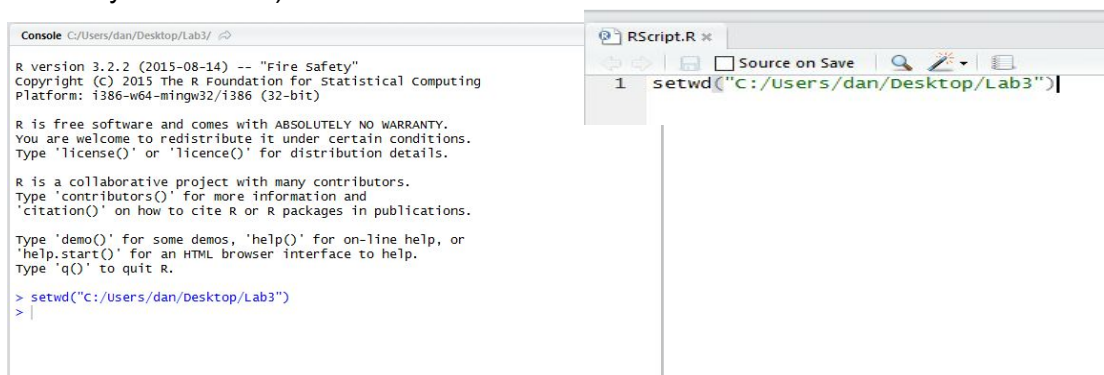 Console C:/Users/dan/Desktop/Lab3/
R version 3.2.2 (2015-08-14) -- "Fire Safety"
Copyright (C) 2015 The R Foundation for Statistical Computing
Platform: i386-w64-mingw32/i386 (32-bit)
R is free software and comes with ABSOLUTELY NO WARRANTY.
You are welcome to redistribute it under certain conditions.
Type 'license()' or 'licence()' for distribution details.
R is a collaborative project with many contributors.
Type 'contributors()' for more information and
'citation()' on how to cite R or R packages in publications.
Type 'demo()' for some demos, 'help()' for on-line help, or
'help.start()' for an HTML browser interface to help.
Type 'q()' to quit R.
> setwd("C:/Users/dan/Desktop/Lab3")
>
RScript.R
Source on Save
1 setwd("C:/Users/dan/Desktop/Lab3")